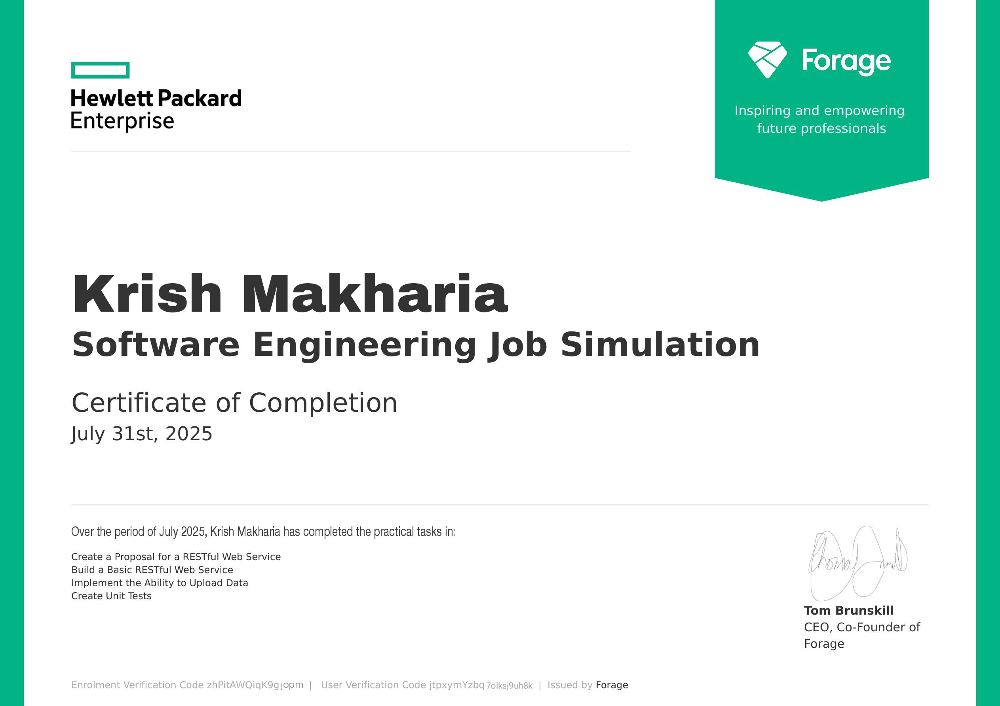 Hewlett Packard
Enterprise
Forage
Inspiring and empowering
future professionals
Krish Makharia
Software Engineering Job Simulation
Certificate of Completion
July 31st, 2025
Over the period of July 2025, Krish Makharia has completed the practical tasks in:
Create a Proposal for a RESTful Web Service
Build a Basic RESTful Web Service
Implement the Ability to Upload Data
Create Unit Tests
Tom Brunskill
CEO, Co-Founder of
Forage
Enrolment Verification Code zhPitAWQiqK9gjopm | User Verification Code jtpxymYzbq7olksj9uh8k | Issued by Forage